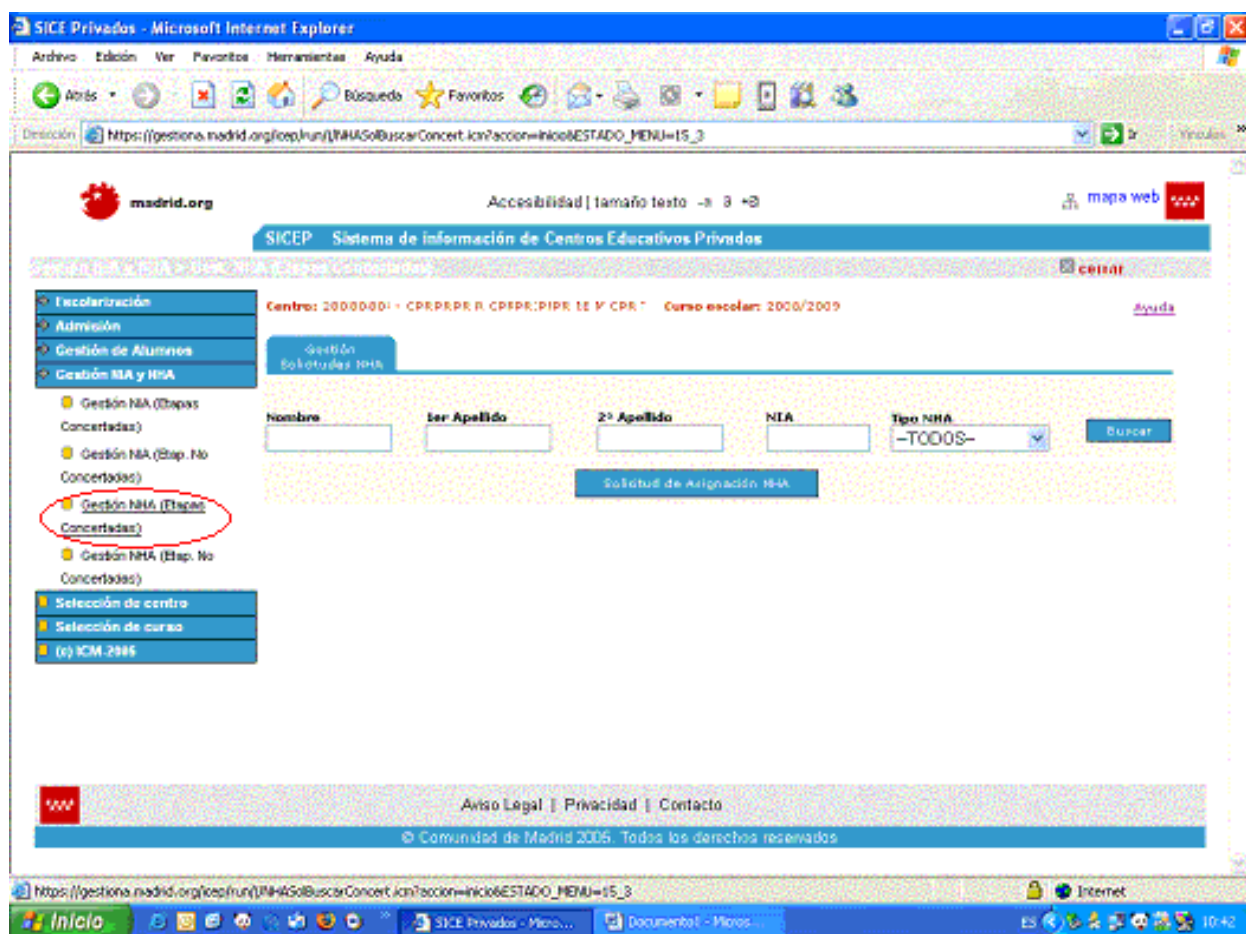 SICE Privados - Microsoft Internet Explorer
Archivo Edición Ver Favoritos Herramientas Ayuda
Atrás Búsqueda Favoritos
Dirección https://gestiona.madrid.org/icep/run/j/NHASolBuscarConcert.icm?accion=inicio&ESTADO_MENU=15_3 Ir Vínculos
madrid.org Accesibilidad | tamaño texto -a a +a mapa web
SICEP Sistema de información de Centros Educativos Privados
cerrar
Escolarización
Centro: Curso escolar: 2008/2009 Ayuda
Admisión
Gestión de Alumnos
Gestión NIA y NHA
Gestión
Solicitudes NHA
Gestión NIA (Etapas
Concertadas)
Gestión NIA (Etap. No
Concertadas)
Gestión NHA (Etapas
Concertadas)
Gestión NHA (Etap. No
Concertadas)
Nombre 1er Apellido 2º Apellido NIA Tipo NHA
-TODOS- Buscar
Solicitud de Asignación NHA
Selección de centro
Selección de curso
(c) ICM-2005
Aviso Legal | Privacidad | Contacto
© Comunidad de Madrid 2005. Todos los derechos reservados
https://gestiona.madrid.org/icep/run/j/NHASolBuscarConcert.icm?accion=inicio&ESTADO_MENU=15_3 Internet
Inicio SICE Privados - Micro... Documento1 - Micros... ES 10:42